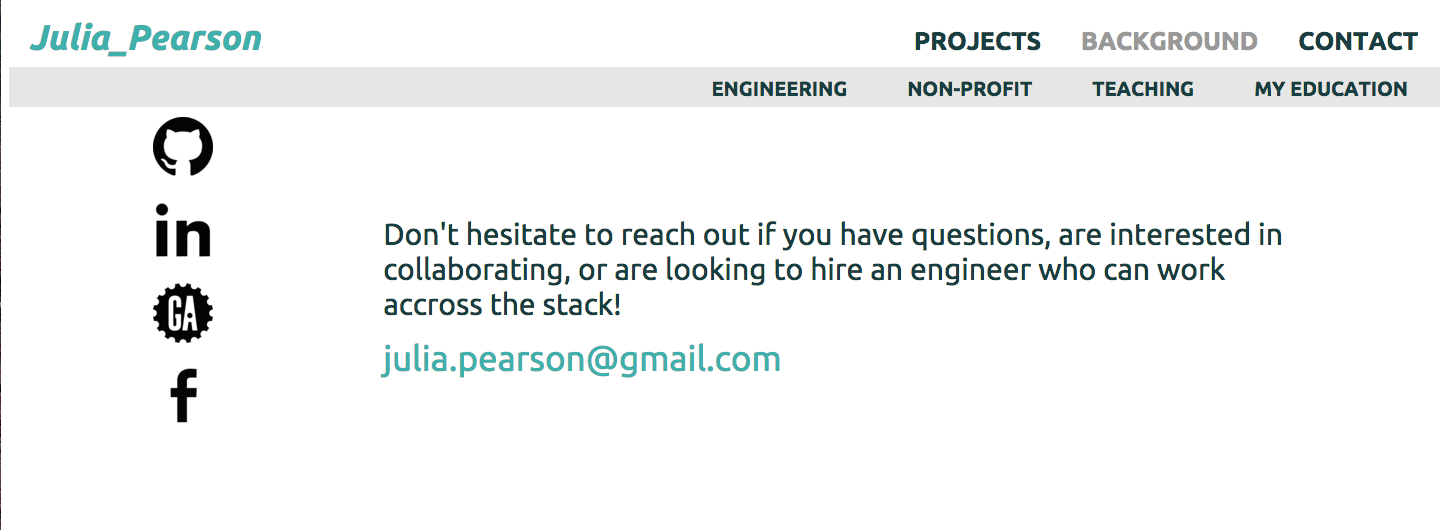 Julia_Pearson
PROJECTS BACKGROUND CONTACT
ENGINEERING NON-PROFIT TEACHING MY EDUCATION
in
GA
f
Don't hesitate to reach out if you have questions, are interested in
collaborating, or are looking to hire an engineer who can work
accross the stack!
julia.pearson@gmail.com